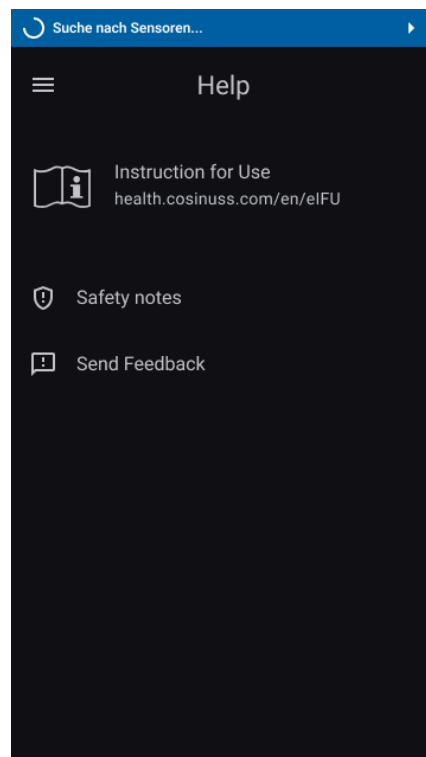 Suche nach Sensoren...
Help
Instruction for Use
health.cosinuss.com/en/eIFU
Safety notes
Send Feedback